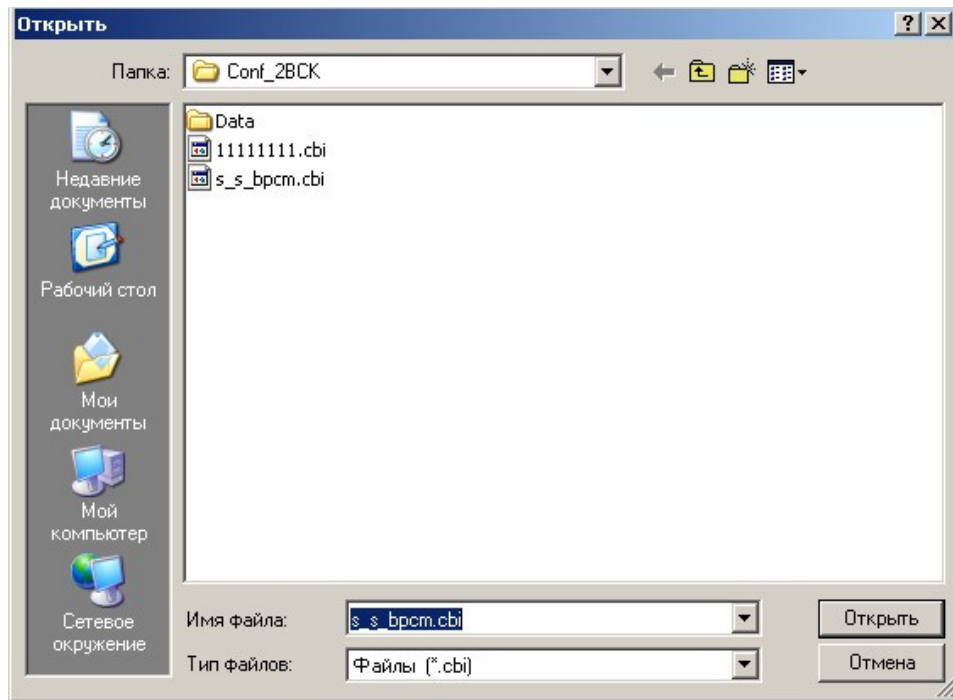 Открыть
Папка: Conf_2ВСК
Data
11111111.cbi
s_s_bpcm.cbi
Недавние
документы
Рабочий стол
Мои
документы
Мой
компьютер
Сетевое
окружение
Имя файла: s_s_bpcm.cbi Открыть
Тип файлов: Файлы (*.cbi) Отмена